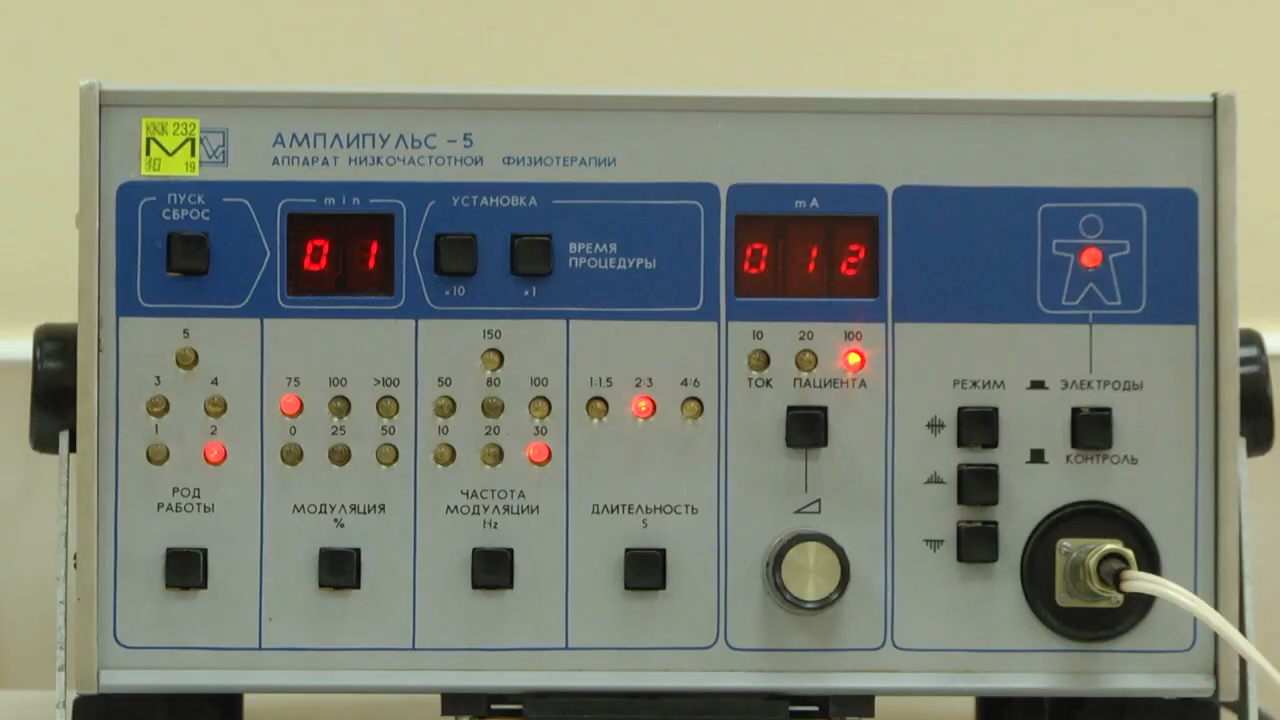 ККК 232
М
19
АМПЛИПУЛЬС - 5
АППАРАТ НИЗКОЧАСТОТНОЙ ФИЗИОТЕРАПИИ
ПУСК
СБРОС
min
01
УСТАНОВКА
×10
×1
ВРЕМЯ
ПРОЦЕДУРЫ
mA
012
5
3 4
1 2
РОД
РАБОТЫ
75 100 >100
0 25 50
МОДУЛЯЦИЯ
%
150
50 80 100
10 20 30
ЧАСТОТА
МОДУЛЯЦИИ
Hz
1:1.5 2:3 4:6
ДЛИТЕЛЬНОСТЬ
S
10 20 100
ТОК ПАЦИЕНТА
РЕЖИМ
ЭЛЕКТРОДЫ
КОНТРОЛЬ